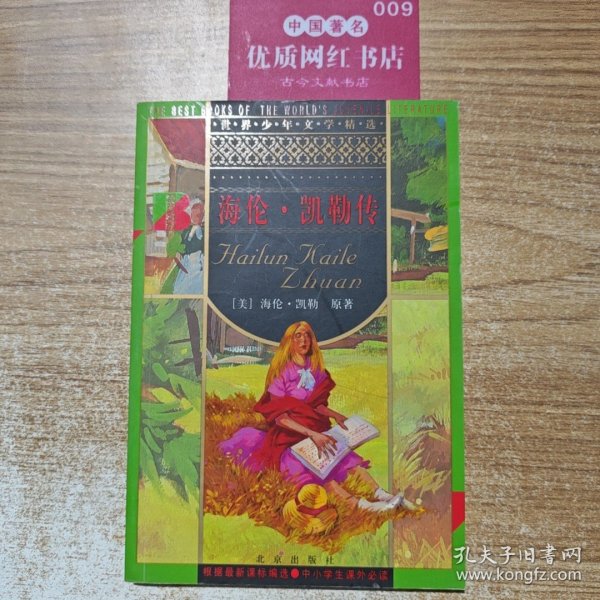 009
中国著名
优质网红书店
古今文献书店
BEST BOOKS OF THE WORLD'S JUVENILE LITERATURE
·世·界·少·年·文·学·精·选·
海伦·凯勒传
Hailun Kaile
Zhuan
[美] 海伦·凯勒 原著
北京出版社
根据最新课标编选●中小学生课外必读
孔夫子旧书网
www.kongfz.com